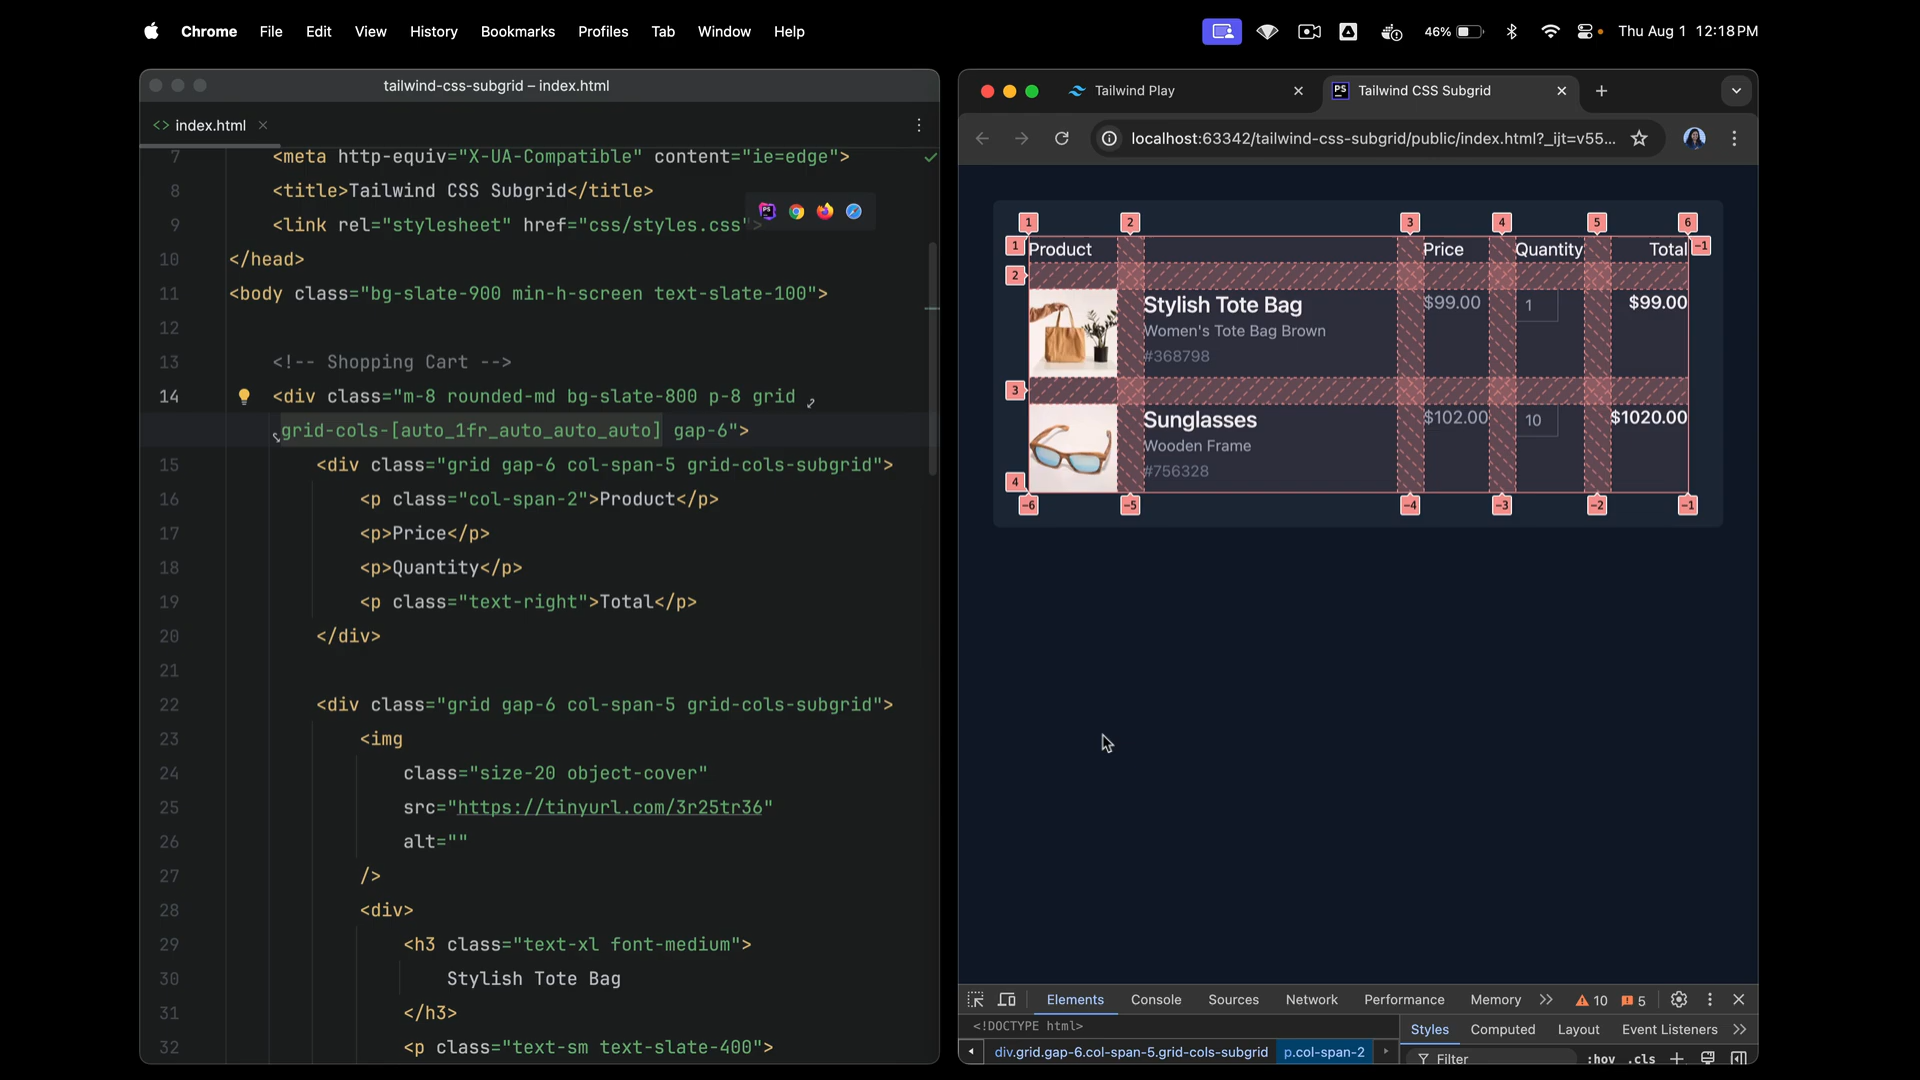 Chrome File Edit View History Bookmarks Profiles Tab Window Help 46% Thu Aug 1 12:18 PM
tailwind-css-subgrid – index.html
<> index.html
7 <meta http-equiv="X-UA-Compatible" content="ie=edge">
8 <title>Tailwind CSS Subgrid</title>
9 <link rel="stylesheet" href="css/styles.css">
10 </head>
11 <body class="bg-slate-900 min-h-screen text-slate-100">
12
13 <!-- Shopping Cart -->
14 <div class="m-8 rounded-md bg-slate-800 p-8 grid
grid-cols-[auto_1fr_auto_auto_auto] gap-6">
15 <div class="grid gap-6 col-span-5 grid-cols-subgrid">
16 <p class="col-span-2">Product</p>
17 <p>Price</p>
18 <p>Quantity</p>
19 <p class="text-right">Total</p>
20 </div>
21
22 <div class="grid gap-6 col-span-5 grid-cols-subgrid">
23 <img
24 class="size-20 object-cover"
25 src="https://tinyurl.com/3r25tr36"
26 alt=""
27 />
28 <div>
29 <h3 class="text-xl font-medium">
30 Stylish Tote Bag
31 </h3>
32 <p class="text-sm text-slate-400">
Tailwind Play
PS Tailwind CSS Subgrid
localhost:63342/tailwind-css-subgrid/public/index.html?_ijt=v55...
1 2 3 4 5 6
1 Product Price Quantity Total -1
2
Stylish Tote Bag $99.00 1 $99.00
Women's Tote Bag Brown
#368798
3
Sunglasses $102.00 10 $1020.00
Wooden Frame
#756328
4
-6 -5 -4 -3 -2 -1
Elements Console Sources Network Performance Memory 10 5
<!DOCTYPE html>
div.grid.gap-6.col-span-5.grid-cols-subgrid p.col-span-2
Styles Computed Layout Event Listeners
Filter :hov .cls